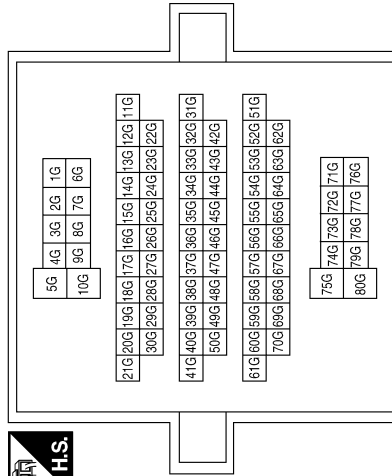 H.S.
5G 4G 3G 2G 1G
10G 9G 8G 7G 6G
21G 20G 19G 18G 17G 16G 15G 14G 13G 12G 11G
30G 29G 28G 27G 26G 25G 24G 23G 22G
41G 40G 39G 38G 37G 36G 35G 34G 33G 32G 31G
50G 49G 48G 47G 46G 45G 44G 43G 42G
61G 60G 59G 58G 57G 56G 55G 54G 53G 52G 51G
70G 69G 68G 67G 66G 65G 64G 63G 62G
75G 74G 73G 72G 71G
80G 79G 78G 77G 76G